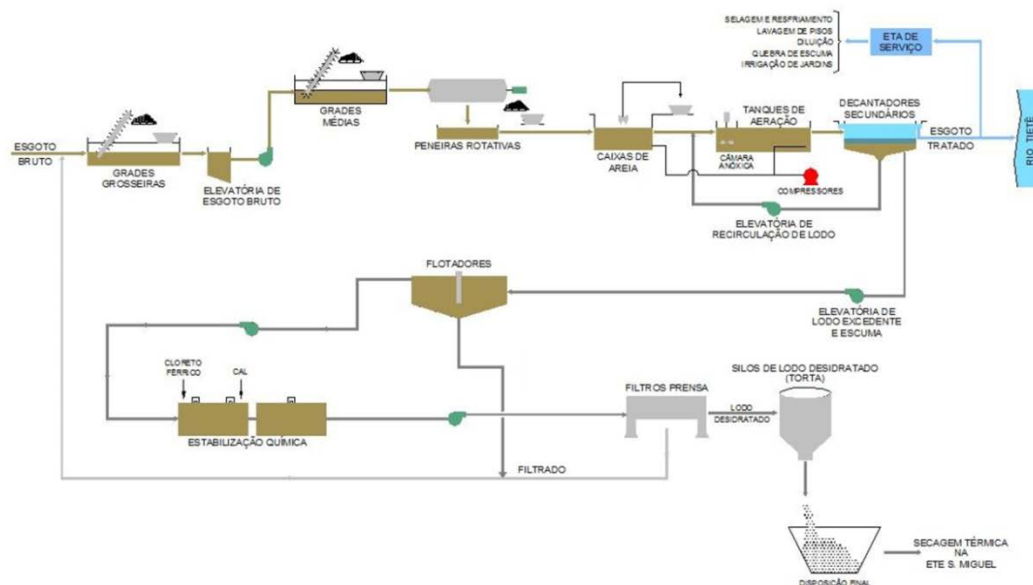 SELAGEM E RESFRIAMENTO
LAVAGEM DE PISOS
DILUIÇÃO
QUEBRA DE ESCUMA
IRRIGAÇÃO DE JARDINS
ETA DE
SERVIÇO
GRADES
MÉDIAS
TANQUES DE
AERAÇÃO
DECANTADORES
SECUNDÁRIOS
ESGOTO
TRATADO
RIO TIETÊ
ESGOTO
BRUTO
GRADES
GROSSEIRAS
ELEVATÓRIA DE
ESGOTO BRUTO
PENEIRAS ROTATIVAS
CAIXAS DE
AREIA
CÂMARA
ANÓXICA
COMPRESSORES
ELEVATÓRIA DE
RECIRCULAÇÃO DE LODO
FLOTADORES
ELEVATÓRIA DE
LODO EXCEDENTE
E ESCUMA
CLORETO
FÉRRICO
CAL
ESTABILIZAÇÃO QUÍMICA
FILTROS PRENSA
LODO
DESIDRATADO
SILOS DE LODO DESIDRATADO
(TORTA)
FILTRADO
SECAGEM TÉRMICA
NA
ETE S. MIGUEL
DISPOSIÇÃO FINAL